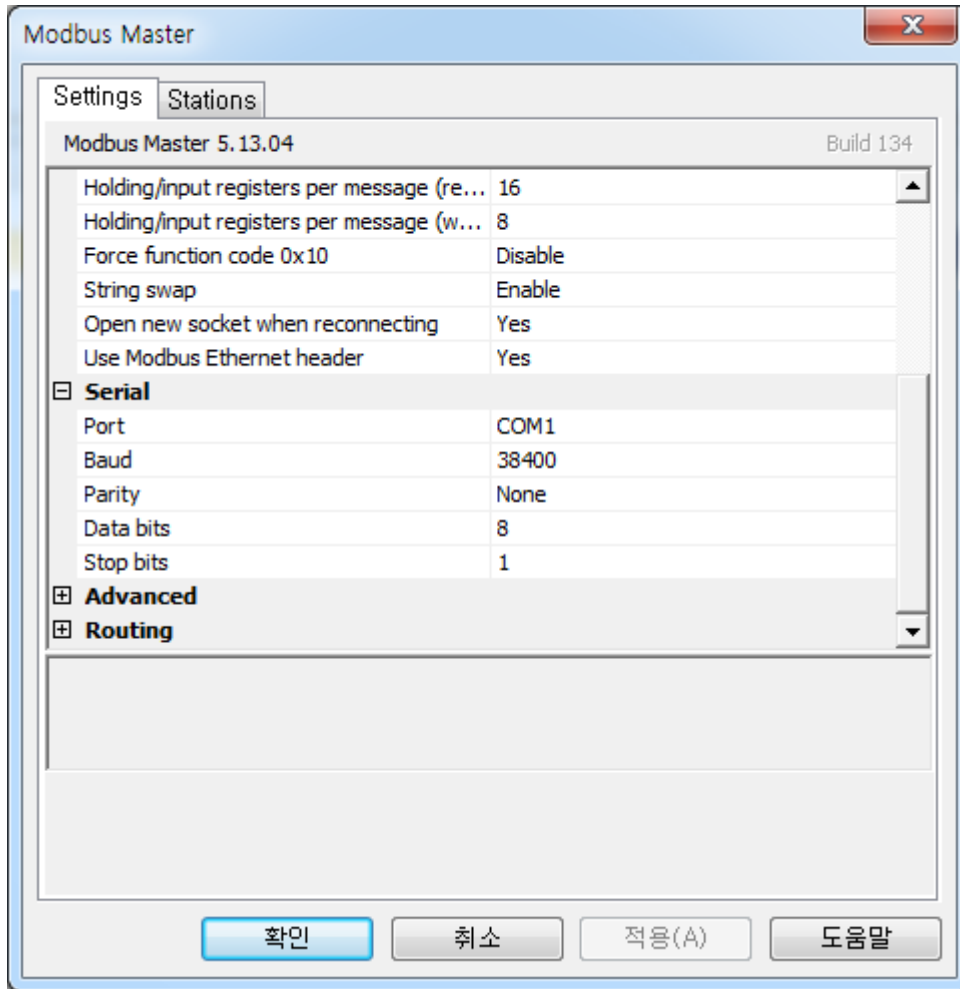 Modbus Master
Settings Stations
Modbus Master 5.13.04 Build 134
Holding/input registers per message (re... 16
Holding/input registers per message (w... 8
Force function code 0x10 Disable
String swap Enable
Open new socket when reconnecting Yes
Use Modbus Ethernet header Yes
Serial
Port COM1
Baud 38400
Parity None
Data bits 8
Stop bits 1
Advanced
Routing
확인 취소 적용(A) 도움말